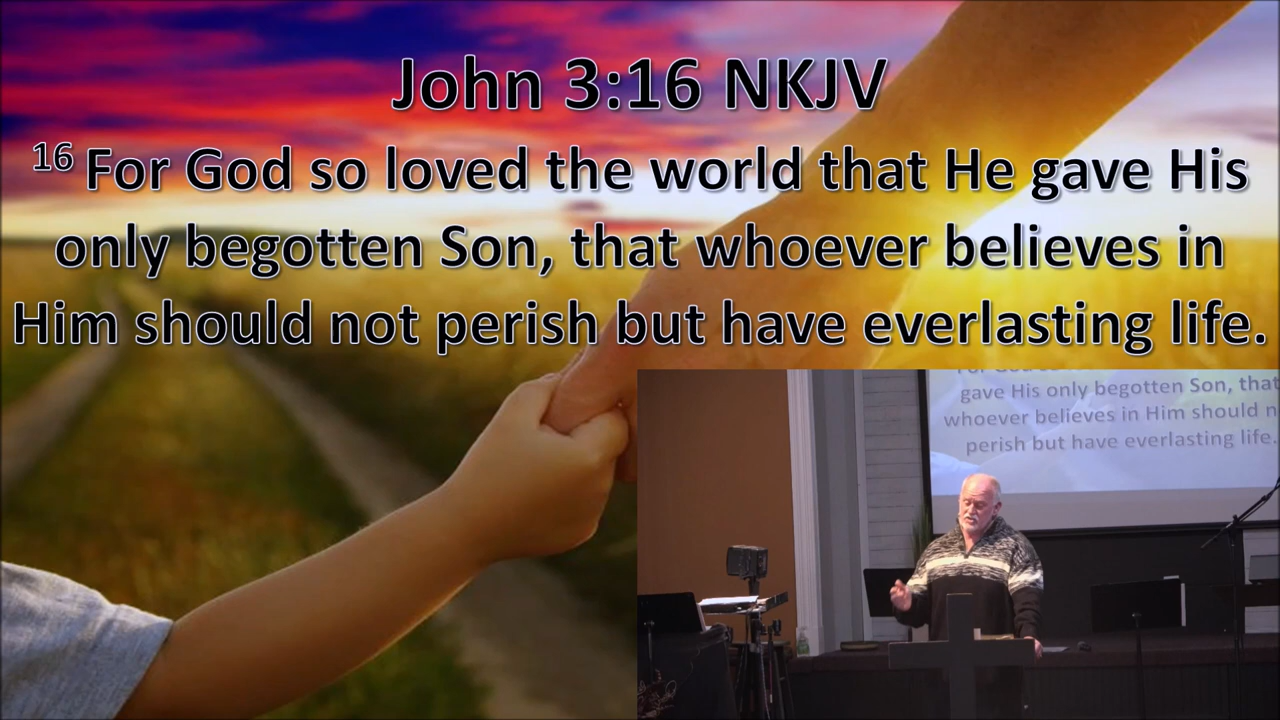 John 3:16 NKJV
16 For God so loved the world that He gave His
only begotten Son, that whoever believes in
Him should not perish but have everlasting life.
gave His only begotten Son, that
whoever believes in Him should n
perish but have everlasting life.